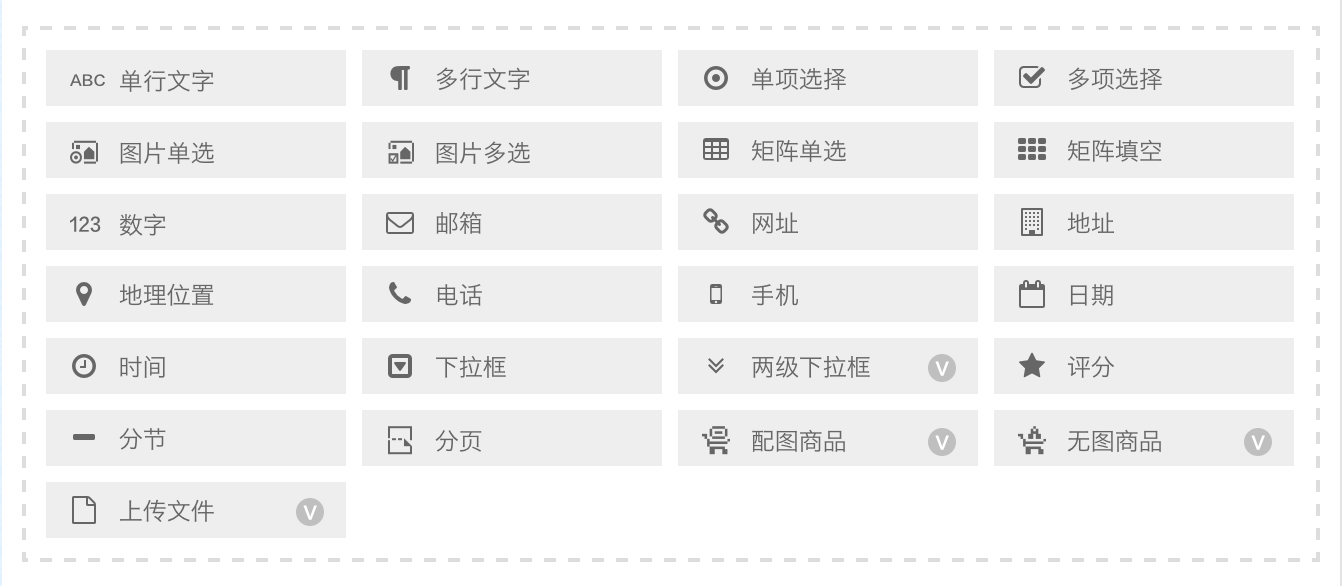 ABC 单行文字
多行文字
单项选择
多项选择
图片单选
图片多选
矩阵单选
矩阵填空
123 数字
邮箱
网址
地址
地理位置
电话
手机
日期
时间
下拉框
两级下拉框 V
评分
分节
分页
配图商品 V
无图商品 V
上传文件 V